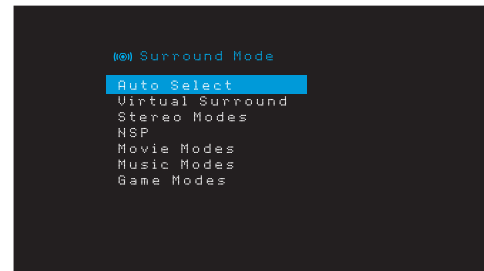 Surround Mode
Auto Select
Virtual Surround
Stereo Modes
NSP
Movie Modes
Music Modes
Game Modes